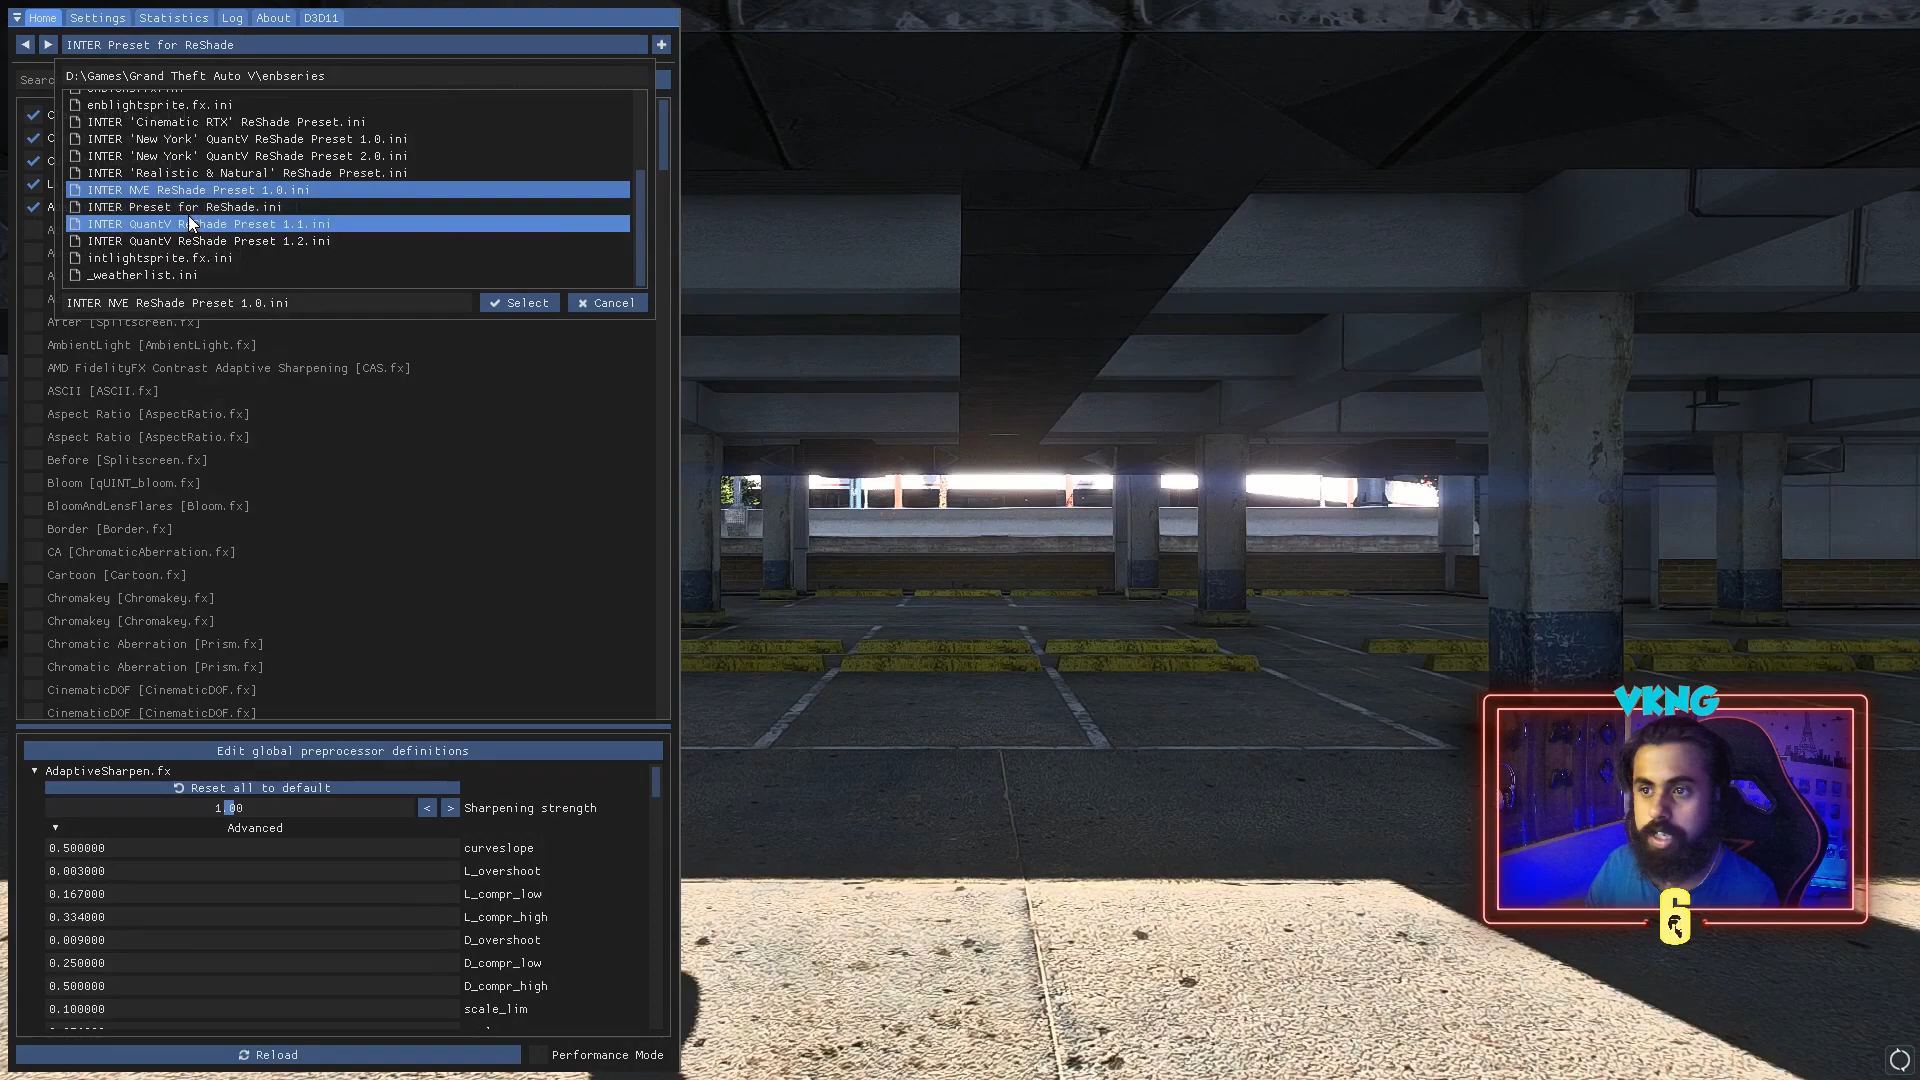 Home Settings Statistics Log About D3D11
INTER Preset for ReShade
D:\Games\Grand Theft Auto V\enbseries
enblightsprite.fx.ini
INTER 'Cinematic RTX' ReShade Preset.ini
INTER 'New York' QuantV ReShade Preset 1.0.ini
INTER 'New York' QuantV ReShade Preset 2.0.ini
INTER 'Realistic & Natural' ReShade Preset.ini
INTER NVE ReShade Preset 1.0.ini
INTER Preset for ReShade.ini
INTER QuantV ReShade Preset 1.1.ini
INTER QuantV ReShade Preset 1.2.ini
intlightsprite.fx.ini
_weatherlist.ini
INTER NVE ReShade Preset 1.0.ini Select Cancel
After [Splitscreen.fx]
AmbientLight [AmbientLight.fx]
AMD FidelityFX Contrast Adaptive Sharpening [CAS.fx]
ASCII [ASCII.fx]
Aspect Ratio [AspectRatio.fx]
Aspect Ratio [AspectRatio.fx]
Before [Splitscreen.fx]
Bloom [qUINT_bloom.fx]
BloomAndLensFlares [Bloom.fx]
Border [Border.fx]
CA [ChromaticAberration.fx]
Cartoon [Cartoon.fx]
Chromakey [Chromakey.fx]
Chromakey [Chromakey.fx]
Chromatic Aberration [Prism.fx]
Chromatic Aberration [Prism.fx]
CinematicDOF [CinematicDOF.fx]
CinematicDOF [CinematicDOF.fx]
Edit global preprocessor definitions
AdaptiveSharpen.fx
Reset all to default
1.00 < > Sharpening strength
Advanced
0.500000 curveslope
0.003000 L_overshoot
0.167000 L_compr_low
0.334000 L_compr_high
0.009000 D_overshoot
0.250000 D_compr_low
0.500000 D_compr_high
0.100000 scale_lim
Reload Performance Mode
VKNG
6